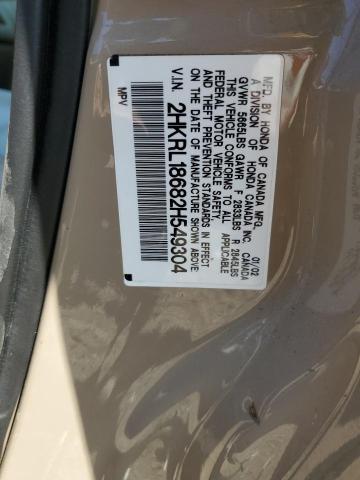 MFD. BY HONDA OF CANADA MFG.
A DIVISION OF HONDA CANADA INC. 01/02
GVWR 5665LBS GAWR F 2833LBS R 2845LBS
THIS VEHICLE CONFORMS TO ALL APPLICABLE
FEDERAL MOTOR VEHICLE SAFETY, CANADA
AND THEFT PREVENTION STANDARDS IN EFFECT
ON THE DATE OF MANUFACTURE SHOWN ABOVE
V.I.N. 2HKRL18682H549304
MPV